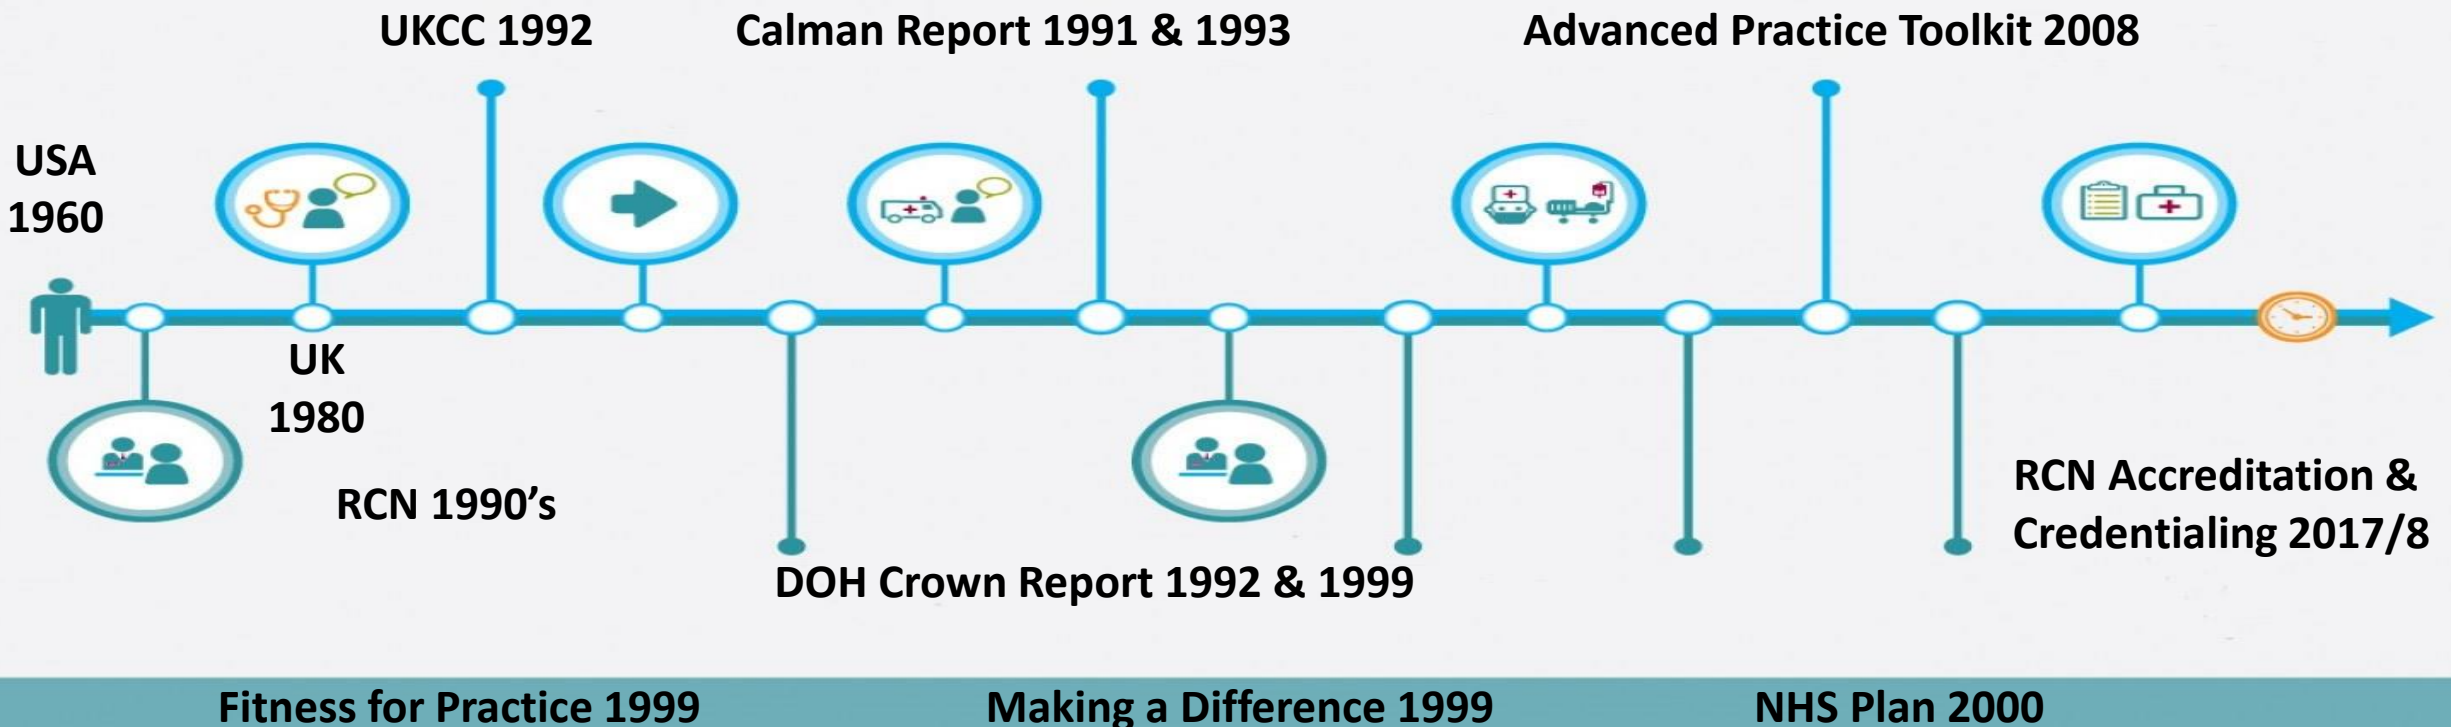 UKCC 1992
Calman Report 1991 & 1993
Advanced Practice Toolkit 2008
USA
1960
UK
1980
RCN 1990’s
RCN Accreditation &
Credentialing 2017/8
DOH Crown Report 1992 & 1999
Fitness for Practice 1999
Making a Difference 1999
NHS Plan 2000